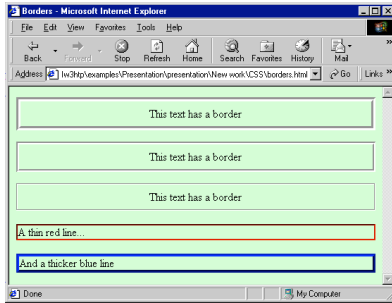 Borders - Microsoft Internet Explorer
File Edit View Favorites Tools Help
Back Forward Stop Refresh Home Search Favorites History Mail
Address lw3htp\examples\Presentation\presentation\New work\CSS\borders.html Go Links »
This text has a border
This text has a border
This text has a border
A thin red line...
And a thicker blue line
Done My Computer